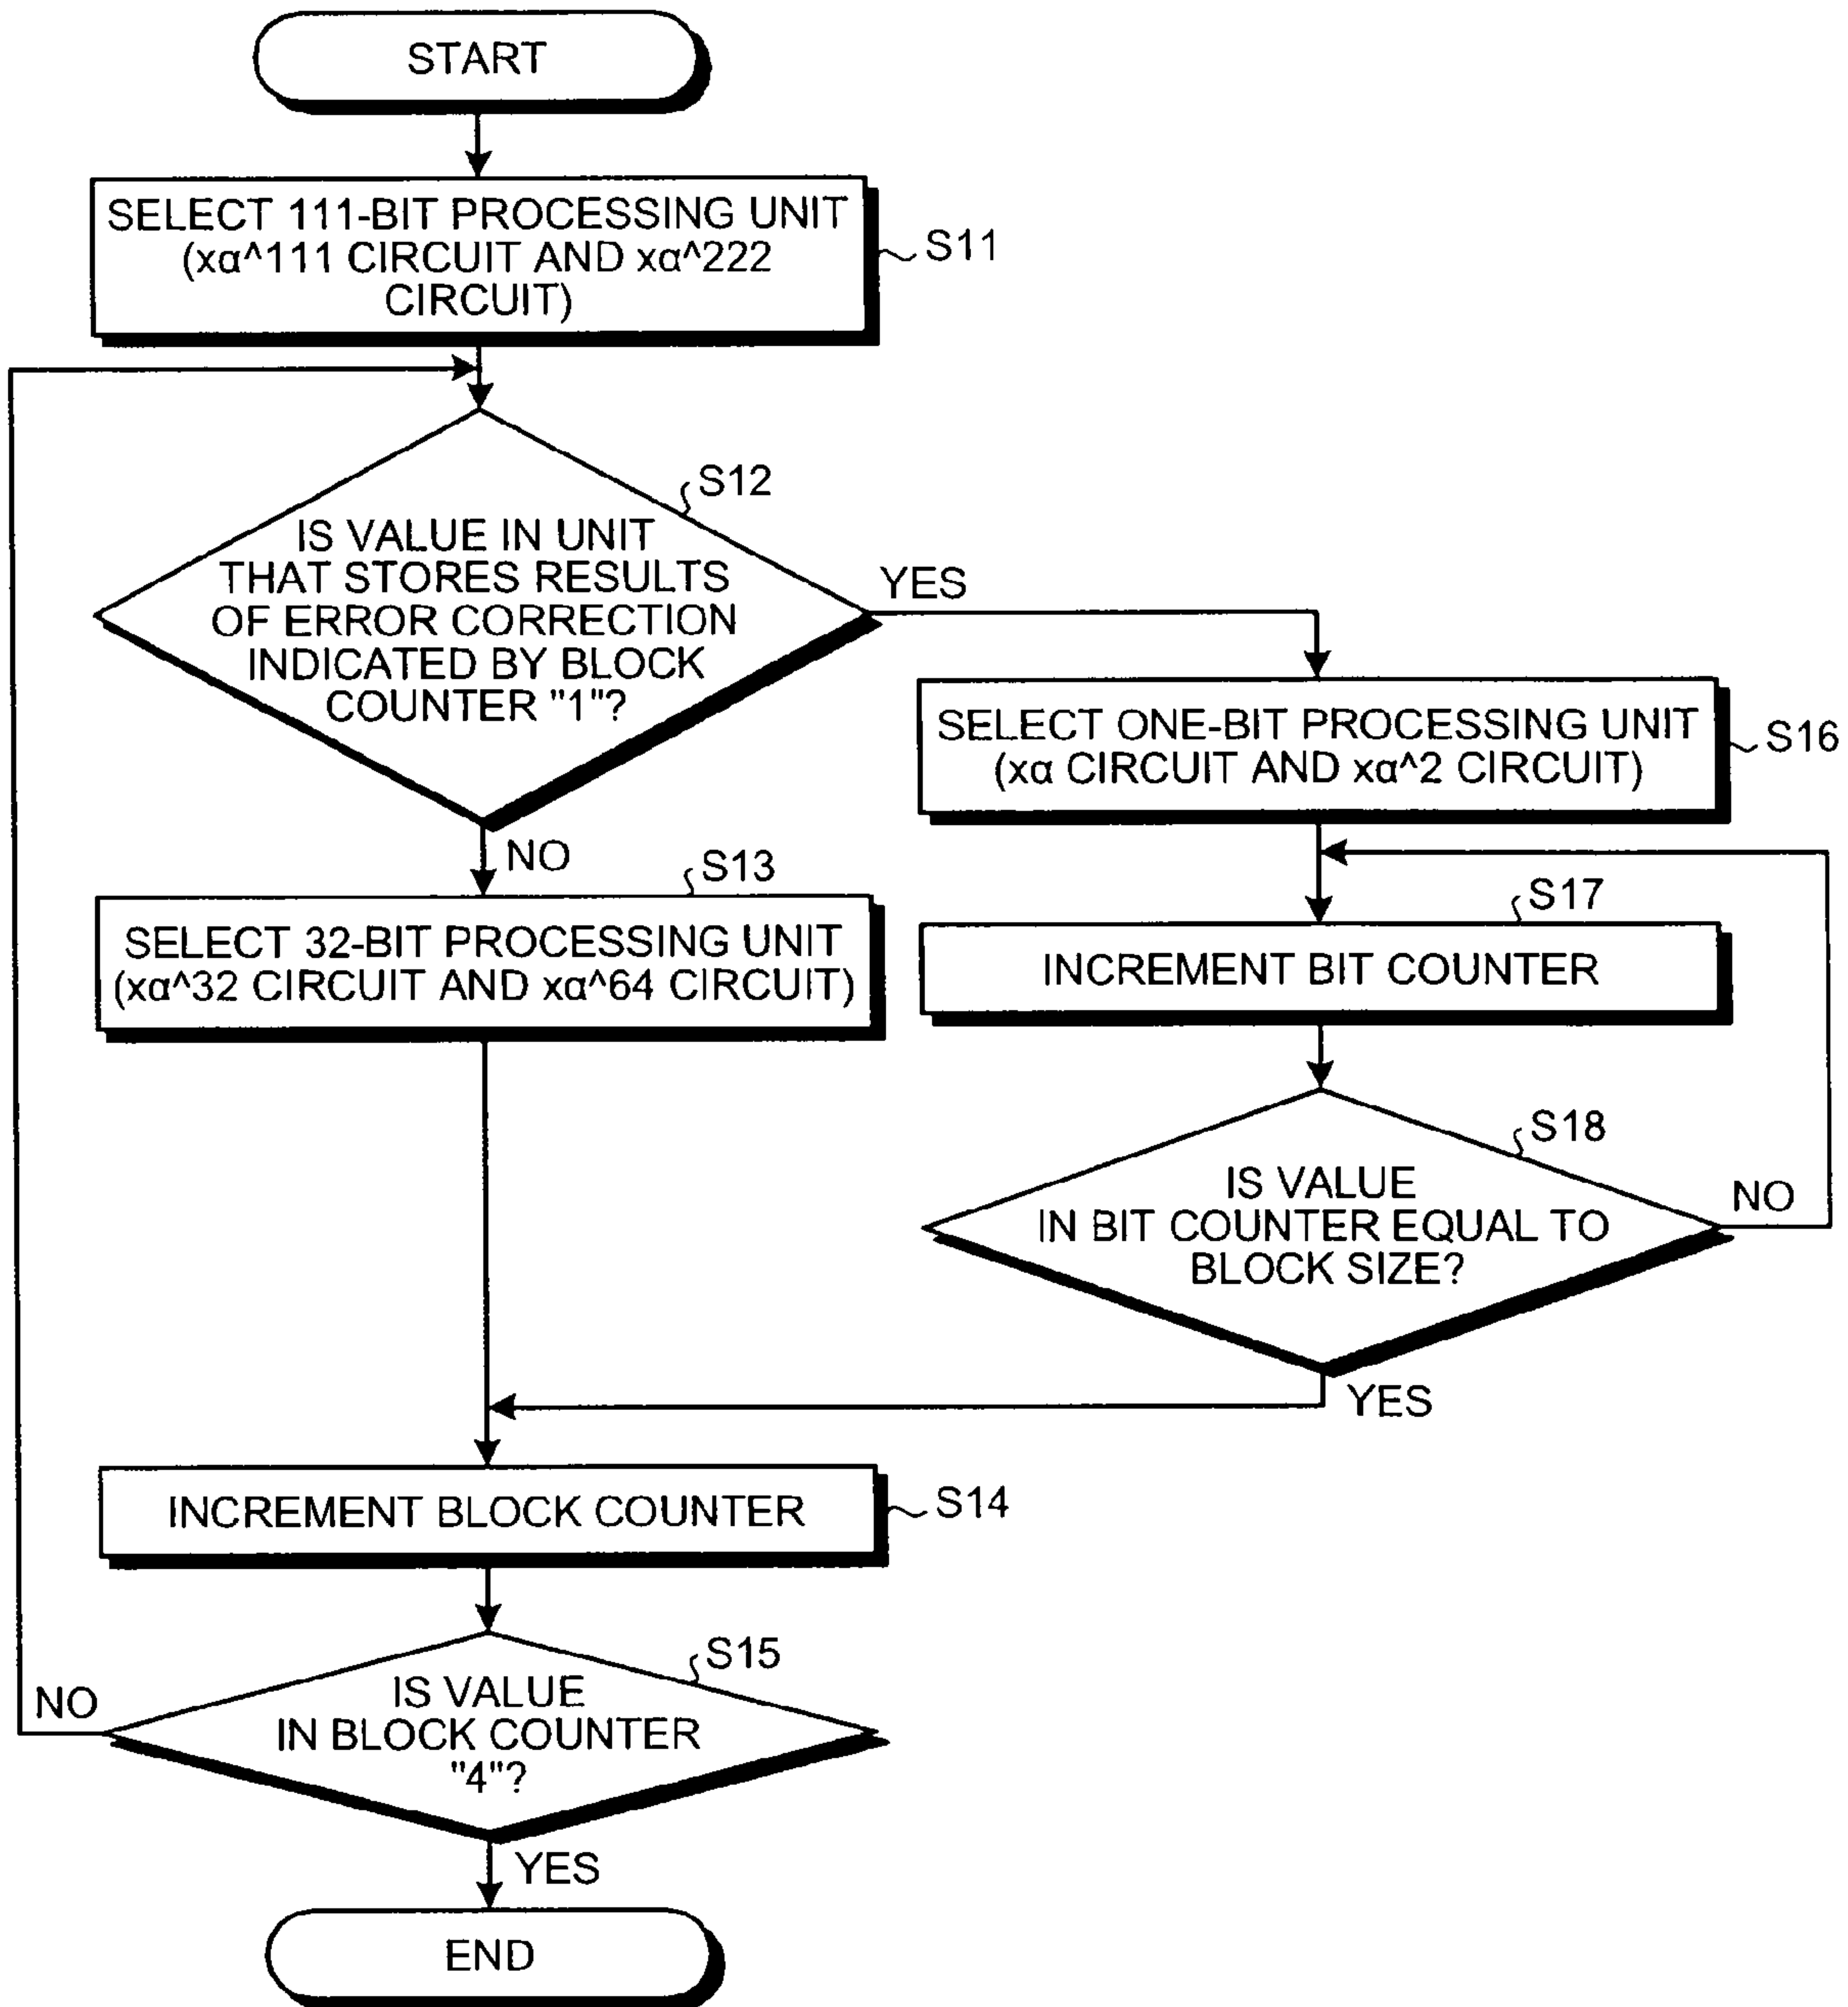 START
SELECT 111-BIT PROCESSING UNIT
(xα^111 CIRCUIT AND xα^222
CIRCUIT)
S11
S12
IS VALUE IN UNIT
THAT STORES RESULTS
OF ERROR CORRECTION
INDICATED BY BLOCK
COUNTER "1"?
YES
NO
SELECT ONE-BIT PROCESSING UNIT
(xα CIRCUIT AND xα^2 CIRCUIT)
S16
S13
SELECT 32-BIT PROCESSING UNIT
(xα^32 CIRCUIT AND xα^64 CIRCUIT)
S17
INCREMENT BIT COUNTER
S18
IS VALUE
IN BIT COUNTER EQUAL TO
BLOCK SIZE?
NO
YES
INCREMENT BLOCK COUNTER
S14
S15
IS VALUE
IN BLOCK COUNTER
"4"?
NO
YES
END